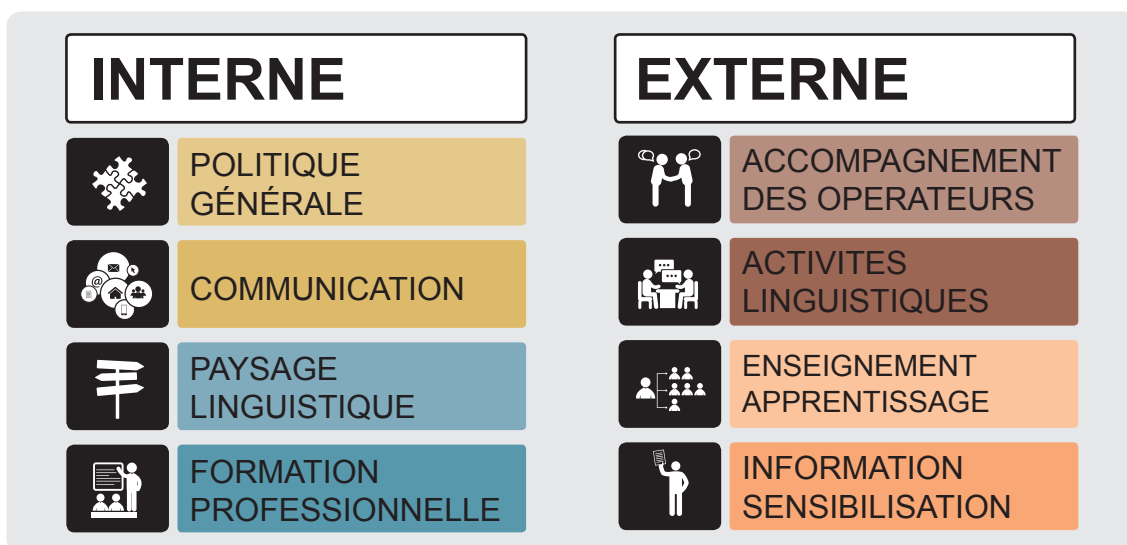 INTERNE
POLITIQUE
GÉNÉRALE
COMMUNICATION
PAYSAGE
LINGUISTIQUE
FORMATION
PROFESSIONNELLE
EXTERNE
ACCOMPAGNEMENT
DES OPERATEURS
ACTIVITES
LINGUISTIQUES
ENSEIGNEMENT
APPRENTISSAGE
INFORMATION
SENSIBILISATION